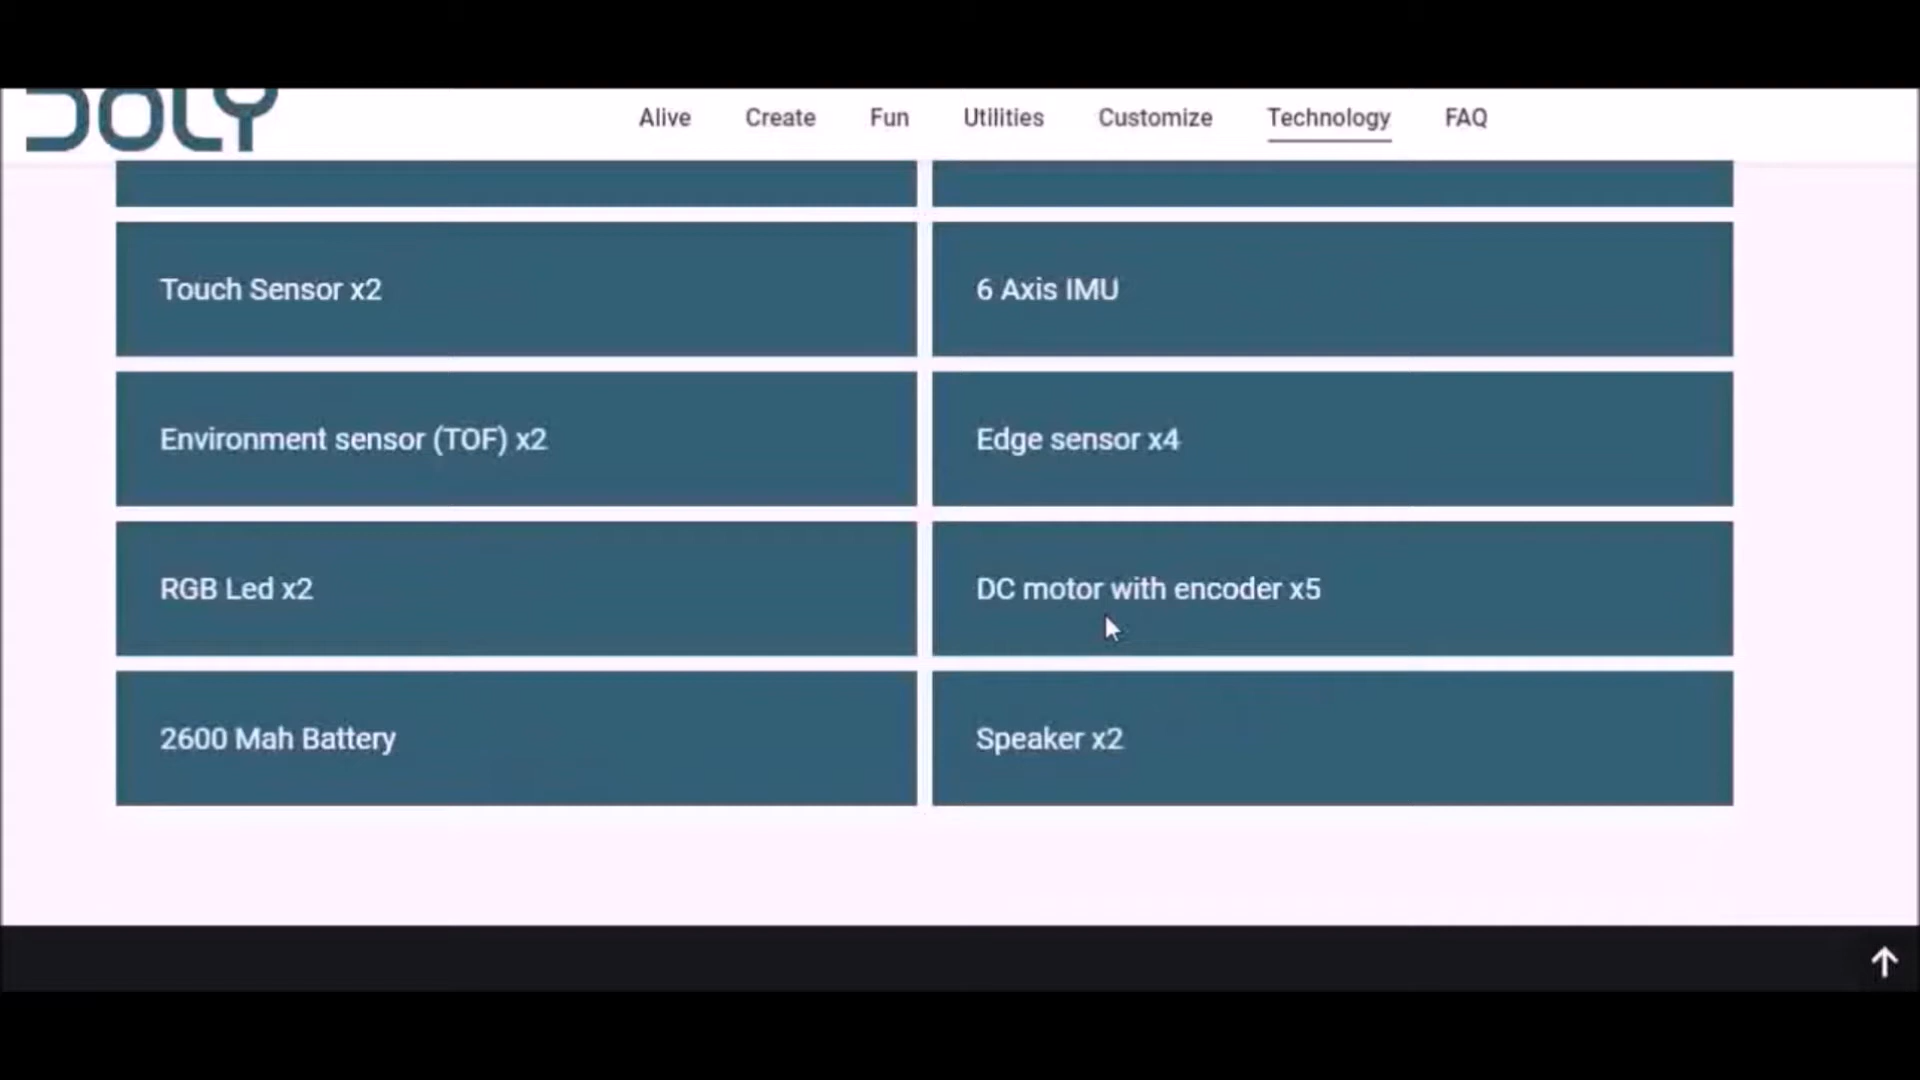 DOLY
Alive Create Fun Utilities Customize Technology FAQ
Touch Sensor x2
6 Axis IMU
Environment sensor (TOF) x2
Edge sensor x4
RGB Led x2
DC motor with encoder x5
2600 Mah Battery
Speaker x2